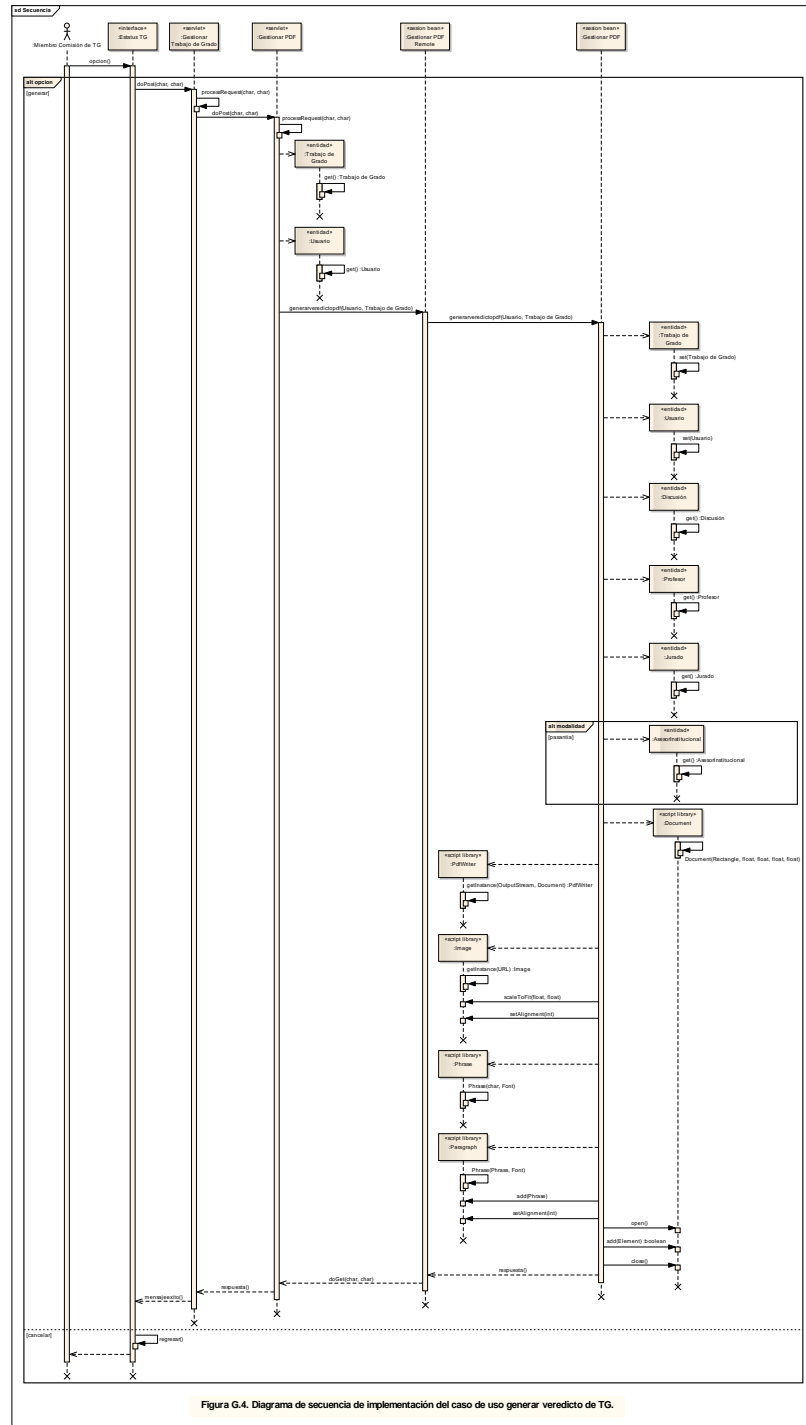 sd Secuencia
:Miembro Comisión de TG
«interface»
:Estatus TG
«servlet»
:Gestionar
Trabajo de Grado
«servlet»
:Gestionar PDF
«sesion bean»
:Gestionar PDF
Remote
«sesion bean»
:Gestionar PDF
opcion()
alt opcion
[generar]
doPost(char, char)
processRequest(char, char)
doPost(char, char)
processRequest(char, char)
«entidad»
:Trabajo de
Grado
get() :Trabajo de Grado
«entidad»
:Usuario
get() :Usuario
generarveredictopdf(Usuario, Trabajo de Grado)
generarveredictopdf(Usuario, Trabajo de Grado)
«entidad»
:Trabajo de
Grado
set(Trabajo de Grado)
«entidad»
:Usuario
set(Usuario)
«entidad»
:Discusión
get() :Discusión
«entidad»
:Profesor
get() :Profesor
«entidad»
:Jurado
get() :Jurado
alt modalidad
[pasantia]
«entidad»
:AsesorInstitucional
get() :AsesorInstitucional
«script library»
:Document
Document(Rectangle, float, float, float, float)
«script library»
:PdfWriter
getInstance(OutputStream, Document) :PdfWriter
«script library»
:Image
getInstance(URL) :Image
scaleToFit(float, float)
setAlignment(int)
«script library»
:Phrase
Phrase(char, Font)
«script library»
:Paragraph
Phrase(Phrase, Font)
add(Phrase)
setAlignment(int)
open()
add(Element) :boolean
close()
respuesta()
doGet(char, char)
respuesta()
mensajeexito()
[cancelar]
regresar()
Figura G.4. Diagrama de secuencia de implementación del caso de uso generar veredicto de TG.